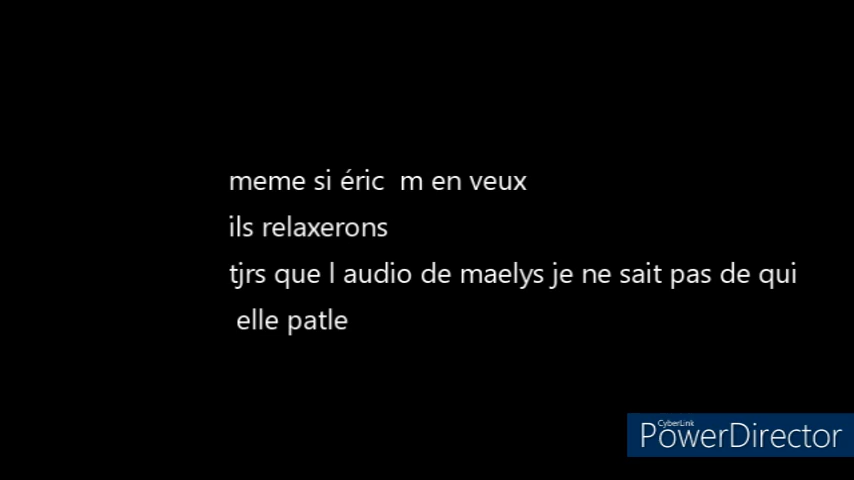 meme si éric m en veux
ils relaxerons
tjrs que l audio de maelys je ne sait pas de qui
elle patle
CyberLink
PowerDirector